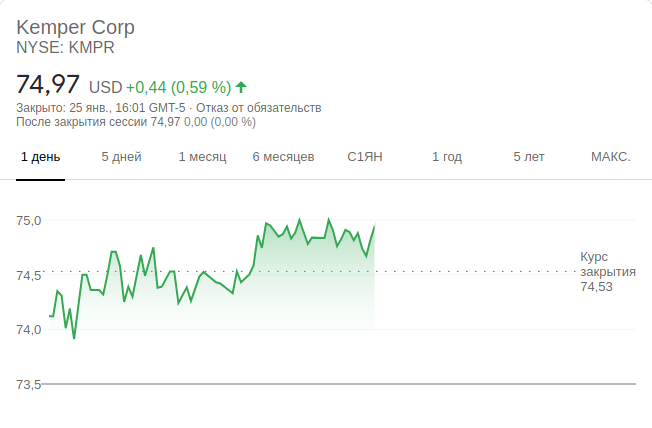 Kemper Corp
NYSE: KMPR
74,97 USD +0,44 (0,59 %)
Закрыто: 25 янв., 16:01 GMT-5 · Отказ от обязательств
После закрытия сессии 74,97 0,00 (0,00 %)
1 день 5 дней 1 месяц 6 месяцев С1ЯН 1 год 5 лет МАКС.
75,0
Курс
74,5 закрытия
74,53
74,0
73,5